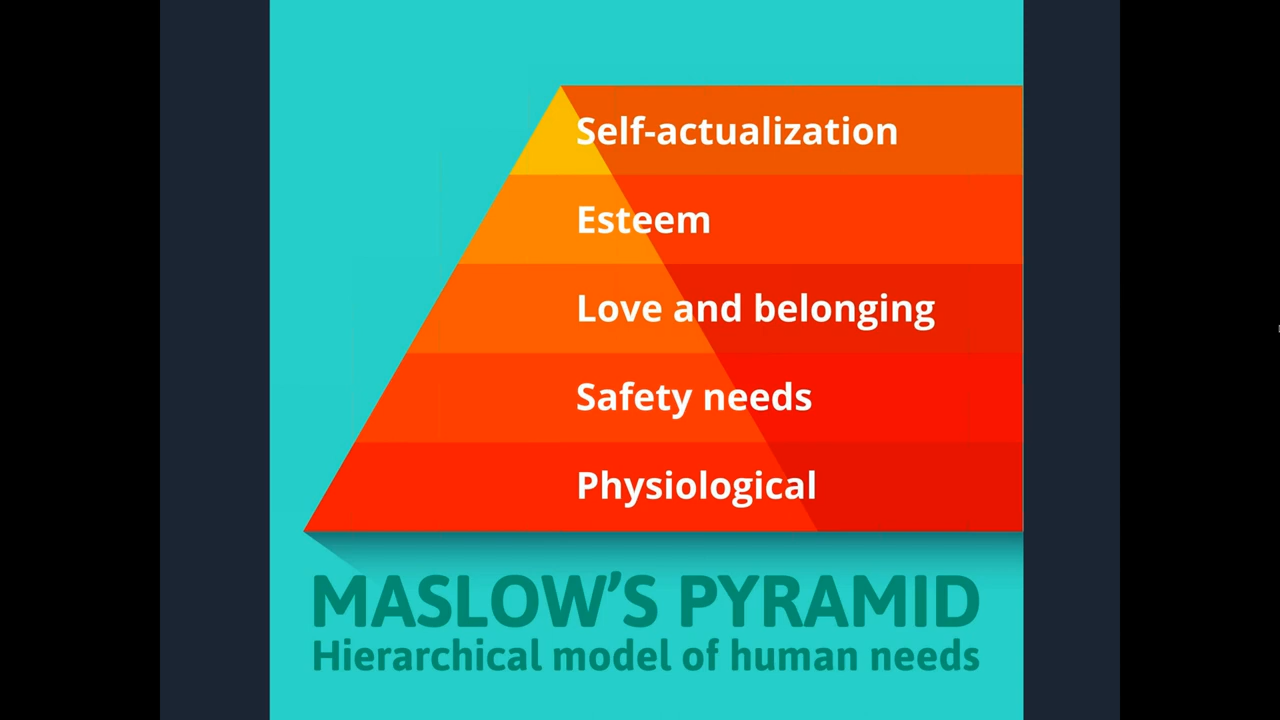 Self-actualization
Esteem
Love and belonging
Safety needs
Physiological
MASLOW’S PYRAMID
Hierarchical model of human needs